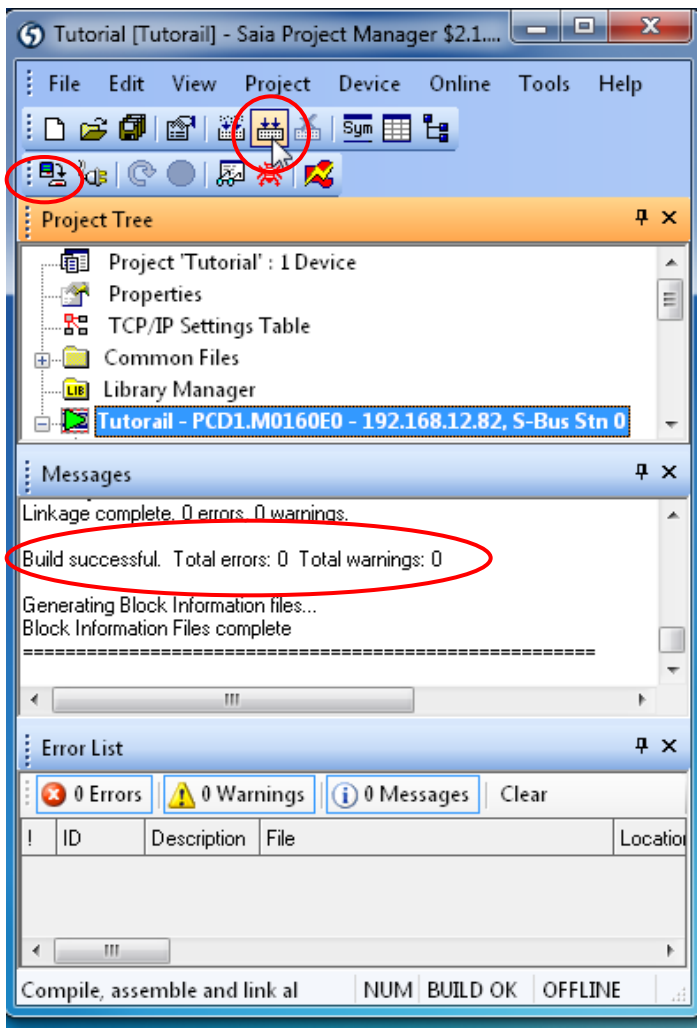 Tutorial [Tutorail] - Saia Project Manager $2.1....
File Edit View Project Device Online Tools Help
Sym
Project Tree
Project 'Tutorial' : 1 Device
Properties
TCP/IP Settings Table
Common Files
LIB Library Manager
Tutorail - PCD1.M0160E0 - 192.168.12.82, S-Bus Stn 0
Messages
Linkage complete. 0 errors, 0 warnings.
Build successful. Total errors: 0 Total warnings: 0
Generating Block Information files...
Block Information Files complete
======================================================
Error List
0 Errors 0 Warnings 0 Messages Clear
! ID Description File Location
Compile, assemble and link al NUM BUILD OK OFFLINE